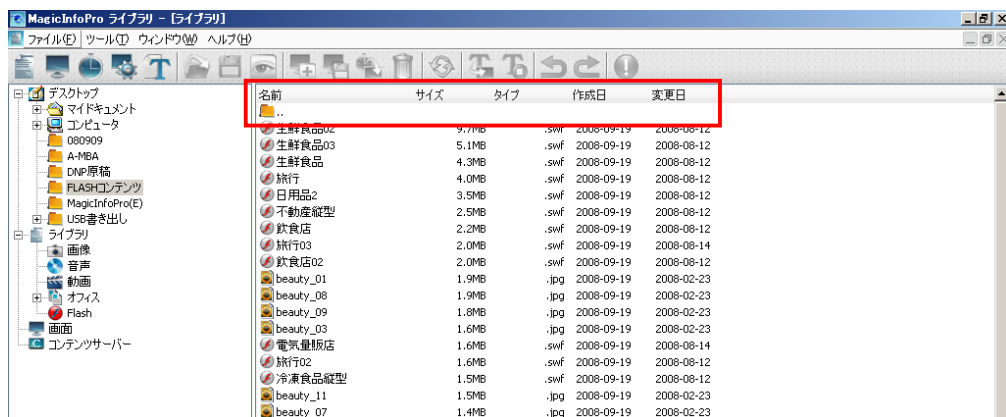 MagicInfoPro ライブラリ - [ライブラリ]
ファイル(F) ツール(T) ウィンドウ(W) ヘルプ(H)
デスクトップ
マイドキュメント
コンピュータ
080909
A-MBA
DNP原稿
FLASHコンテンツ
MagicInfoPro(E)
USB書き出し
ライブラリ
画像
音声
動画
オフィス
Flash
画面
コンテンツサーバー
名前 サイズ タイプ 作成日 変更日
..
生鮮食品02 9.7MB .swf 2008-09-19 2008-08-12
生鮮食品03 5.1MB .swf 2008-09-19 2008-08-12
生鮮食品 4.3MB .swf 2008-09-19 2008-08-12
旅行 4.0MB .swf 2008-09-19 2008-08-12
日用品2 3.5MB .swf 2008-09-19 2008-08-12
不動産縦型 2.5MB .swf 2008-09-19 2008-08-12
飲食店 2.2MB .swf 2008-09-19 2008-08-12
旅行03 2.0MB .swf 2008-09-19 2008-08-14
飲食店02 2.0MB .swf 2008-09-19 2008-08-12
beauty_01 1.9MB .jpg 2008-09-19 2008-02-23
beauty_08 1.9MB .jpg 2008-09-19 2008-02-23
beauty_09 1.8MB .jpg 2008-09-19 2008-02-23
beauty_03 1.6MB .jpg 2008-09-19 2008-02-23
電気量販店 1.6MB .swf 2008-09-19 2008-08-14
旅行02 1.6MB .swf 2008-09-19 2008-08-12
冷凍食品縦型 1.5MB .swf 2008-09-19 2008-08-12
beauty_11 1.5MB .jpg 2008-09-19 2008-02-23
beauty_07 1.4MB .jpg 2008-09-19 2008-02-23